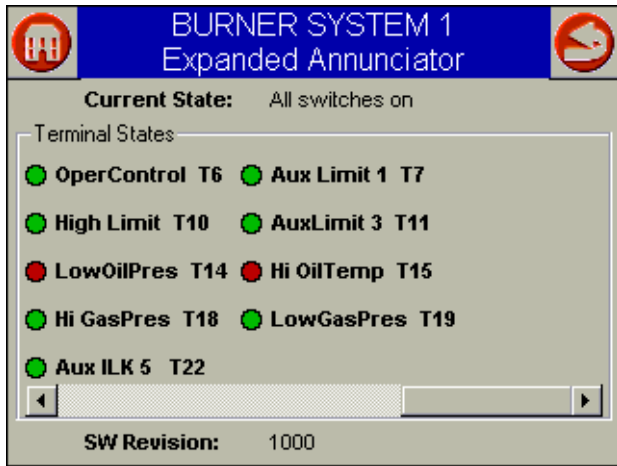 BURNER SYSTEM 1
Expanded Annunciator
Current State: All switches on
Terminal States
OperControl T6 Aux Limit 1 T7
High Limit T10 AuxLimit 3 T11
LowOilPres T14 Hi OilTemp T15
Hi GasPres T18 LowGasPres T19
Aux ILK 5 T22
SW Revision: 1000